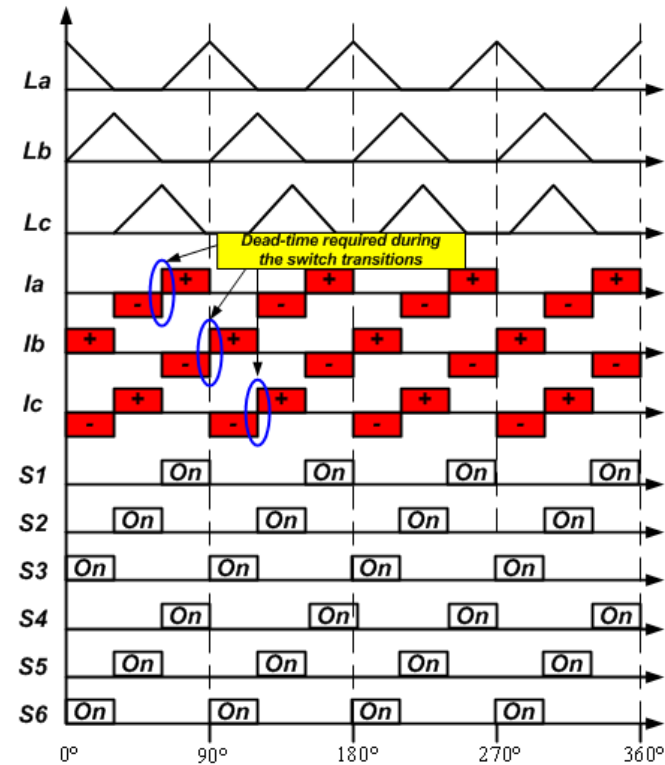 La
Lb
Lc
Dead-time required during
the switch transitions
Ia
+ + + +
- - - -
Ib
+ + + +
- - - -
Ic
+ + + +
- - - -
S1 On On On On
S2 On On On On
S3 On On On On
S4 On On On On
S5 On On On On
S6 On On On On
0° 90° 180° 270° 360°